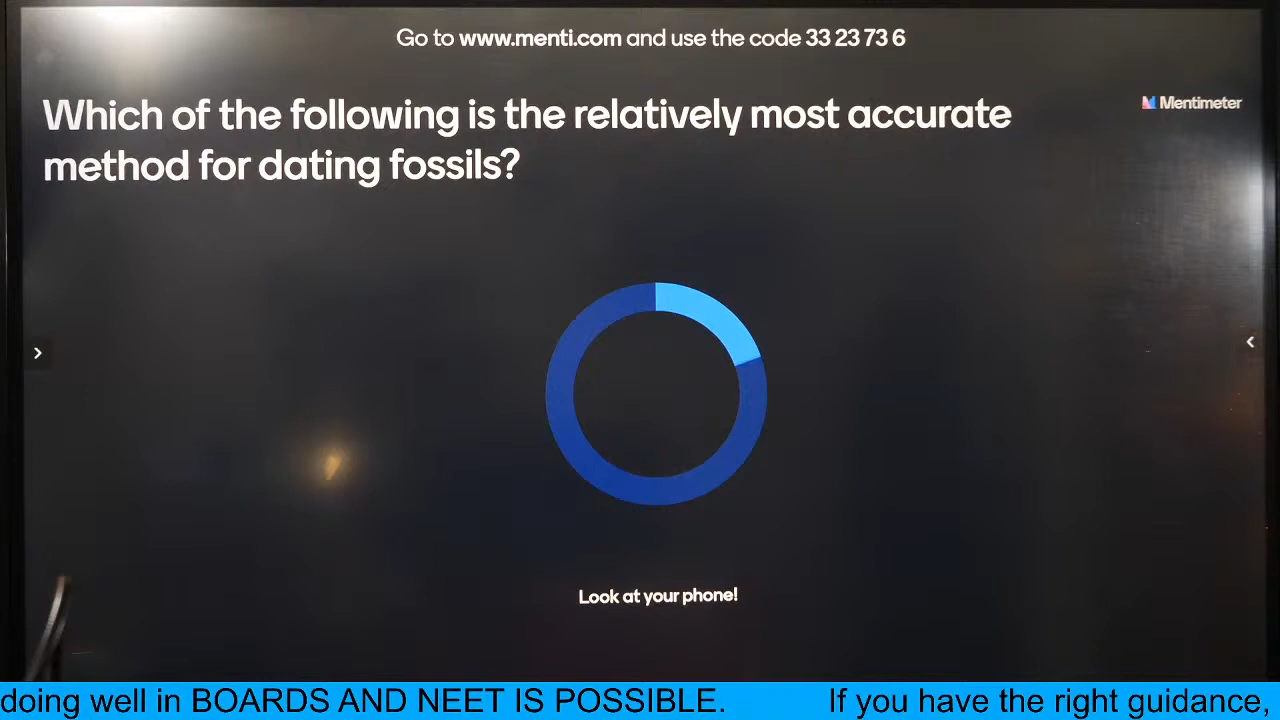 Go to www.menti.com and use the code 33 23 73 6
Mentimeter
Which of the following is the relatively most accurate
method for dating fossils?
Look at your phone!
doing well in BOARDS AND NEET IS POSSIBLE. If you have the right guidance,